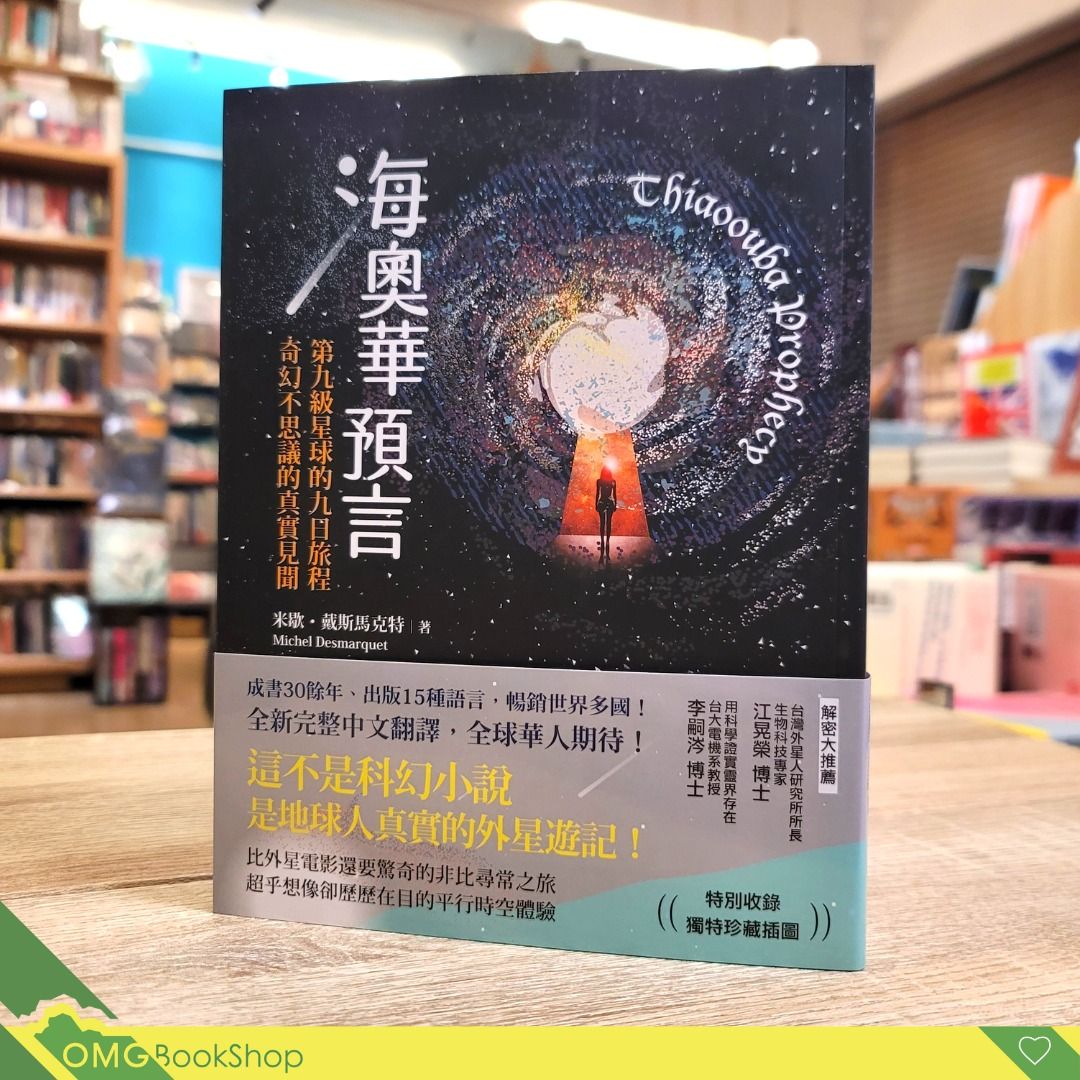 海奧華預言
Thiaoouba Prophecy
第九級星球的九日旅程
奇幻不思議的真實見聞
米歇・戴斯馬克特 著
Michel Desmarquet
成書30餘年、出版15種語言，暢銷世界多國！
全新完整中文翻譯，全球華人期待！
這不是科幻小說
是地球人真實的外星遊記！
比外星電影還要驚奇的非比尋常之旅
超乎想像卻歷歷在目的平行時空體驗
解密大推薦
台灣外星人研究所所長
生物科技專家
江晃榮 博士
用科學證實靈界存在
台大電機系教授
李嗣涔 博士
特別收錄
獨特珍藏插圖
OMGBookShop